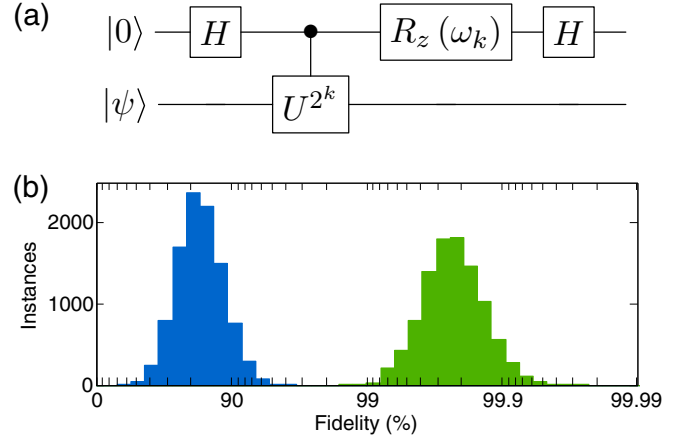 (a)
|0⟩ H R_z (ω_k) H
|ψ⟩ U^{2^k}
(b)
2000
1000
0
Instances
0 90 99 99.9 99.99
Fidelity (%)